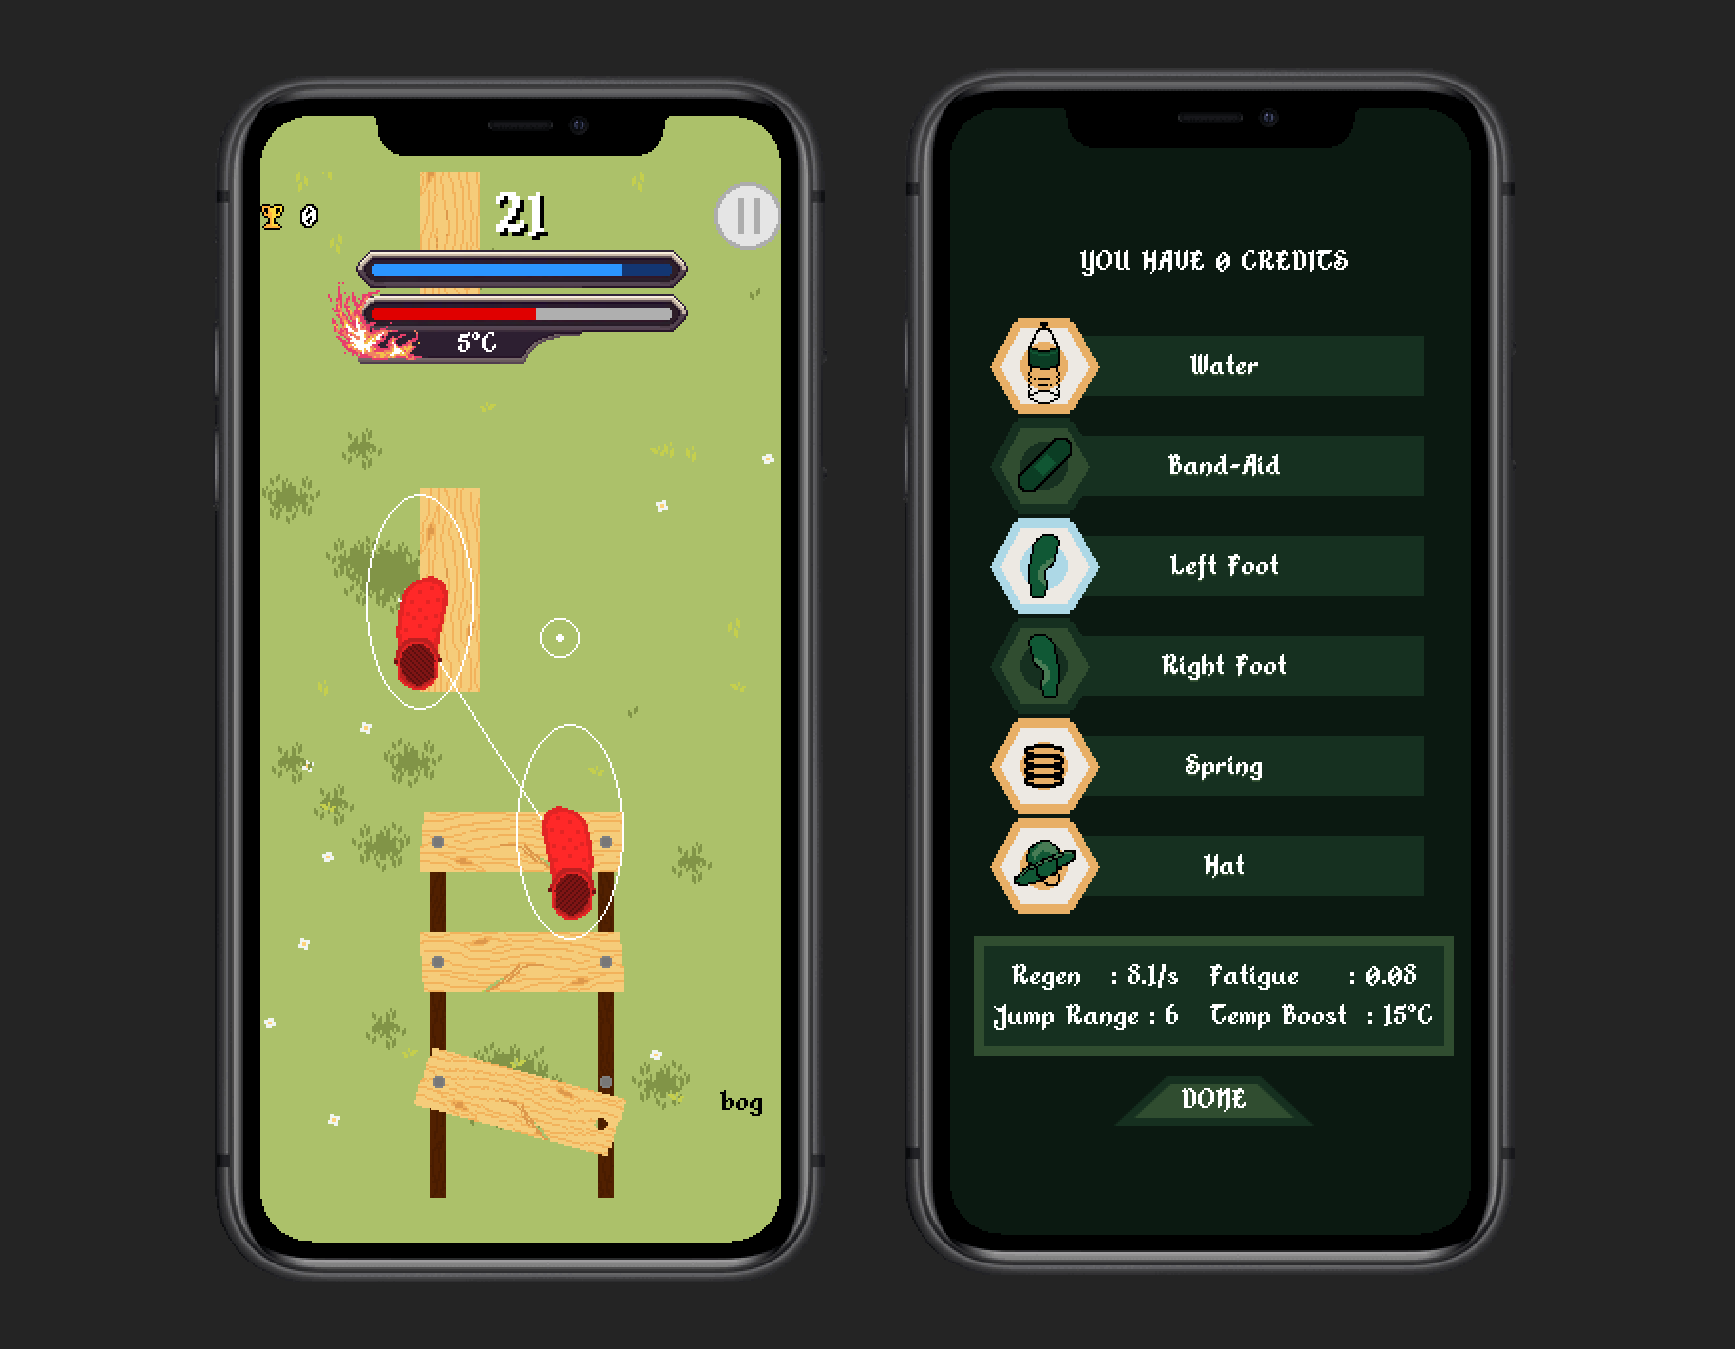 0
21
5°C
bog
YOU HAVE 0 CREDITS
Water
Band-Aid
Left Foot
Right Foot
Spring
Hat
Regen : 8.1/s Fatigue : 0.08
Jump Range : 6 Temp Boost : 15°C
DONE